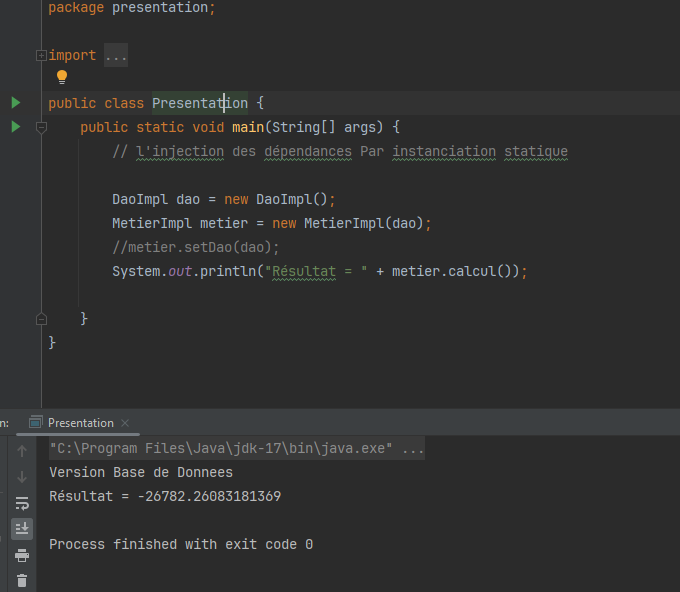 package presentation;
import ...
public class Presentation {
public static void main(String[] args) {
// l'injection des dépendances Par instanciation statique
DaoImpl dao = new DaoImpl();
MetierImpl metier = new MetierImpl(dao);
//metier.setDao(dao);
System.out.println("Résultat = " + metier.calcul());
}
}
n: Presentation ×
"C:\Program Files\Java\jdk-17\bin\java.exe" ...
Version Base de Donnees
Résultat = -26782.26083181369
Process finished with exit code 0